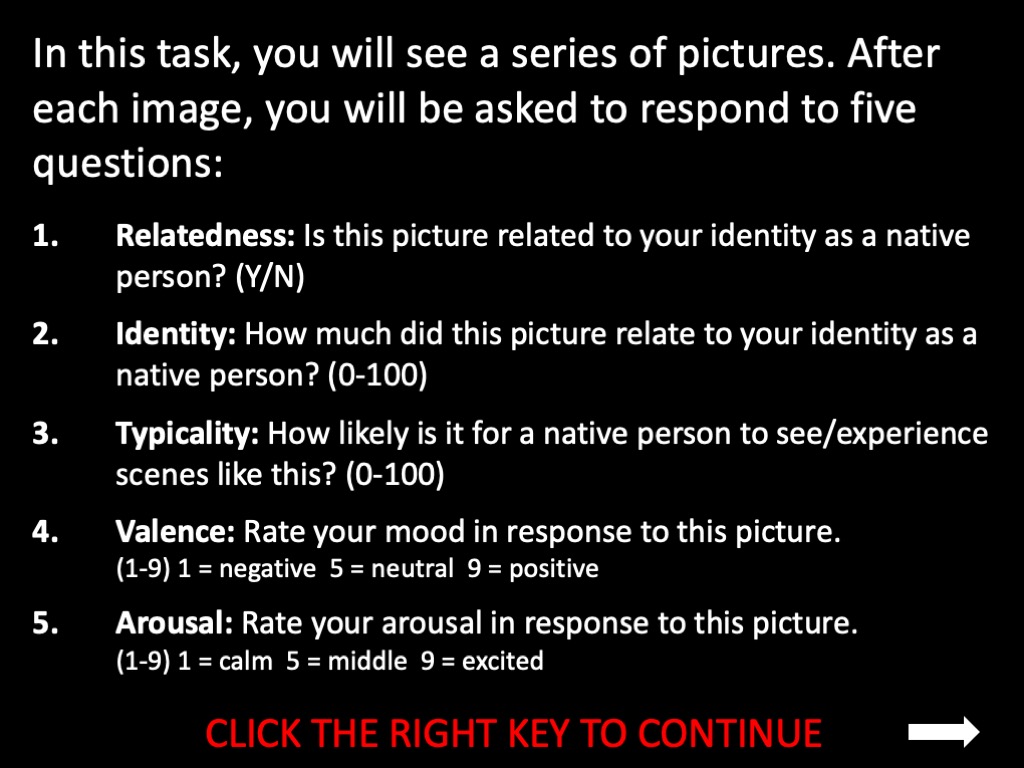 In this task, you will see a series of pictures. After
each image, you will be asked to respond to five
questions:
1. Relatedness: Is this picture related to your identity as a native
person? (Y/N)
2. Identity: How much did this picture relate to your identity as a
native person? (0-100)
3. Typicality: How likely is it for a native person to see/experience
scenes like this? (0-100)
4. Valence: Rate your mood in response to this picture.
(1-9) 1 = negative 5 = neutral 9 = positive
5. Arousal: Rate your arousal in response to this picture.
(1-9) 1 = calm 5 = middle 9 = excited
CLICK THE RIGHT KEY TO CONTINUE